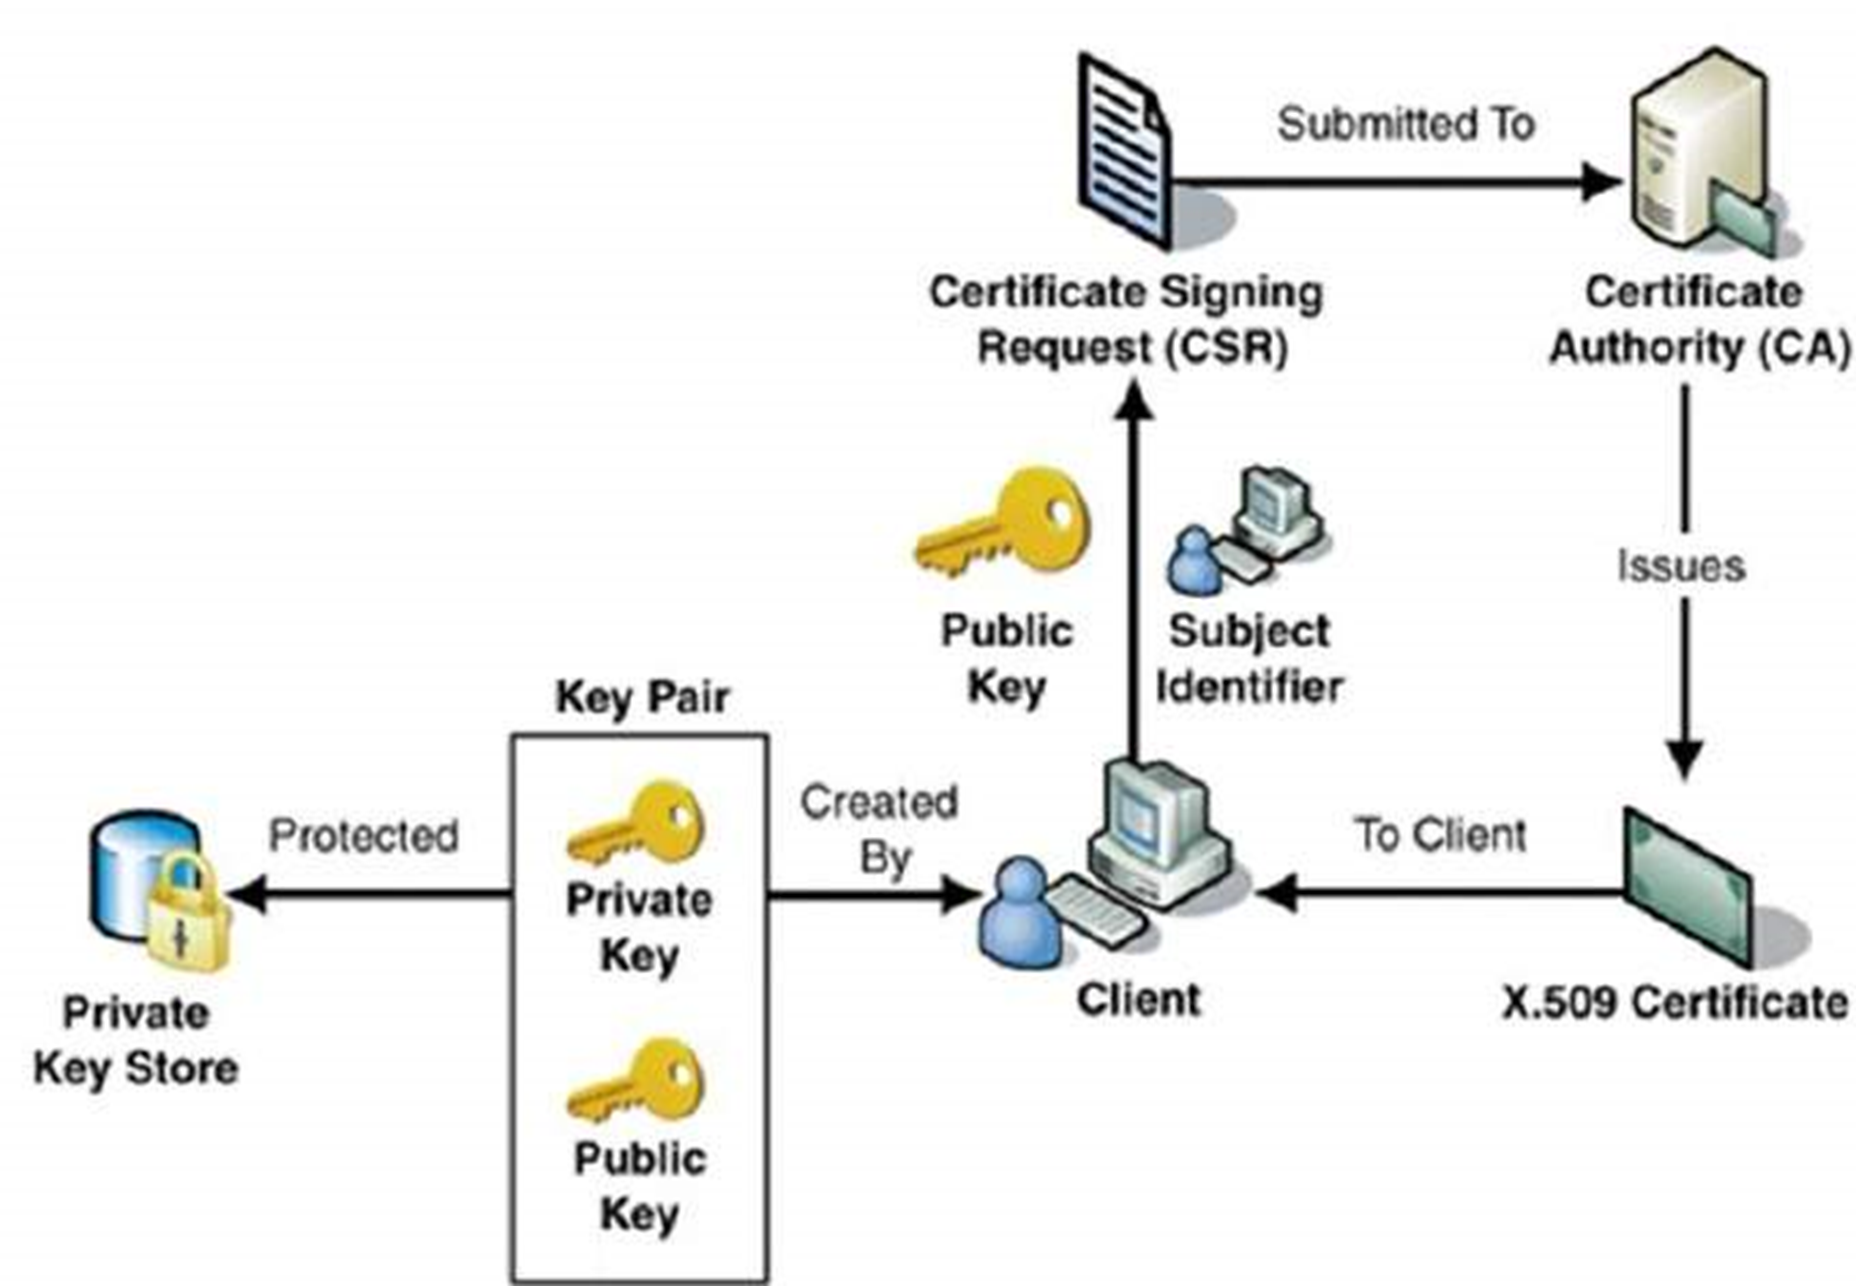 Submitted To
Certificate Signing
Request (CSR)
Certificate
Authority (CA)
Public
Key
Subject
Identifier
Issues
Key Pair
Protected
Private
Key
Public
Key
Created
By
To Client
Private
Key Store
Client
X.509 Certificate